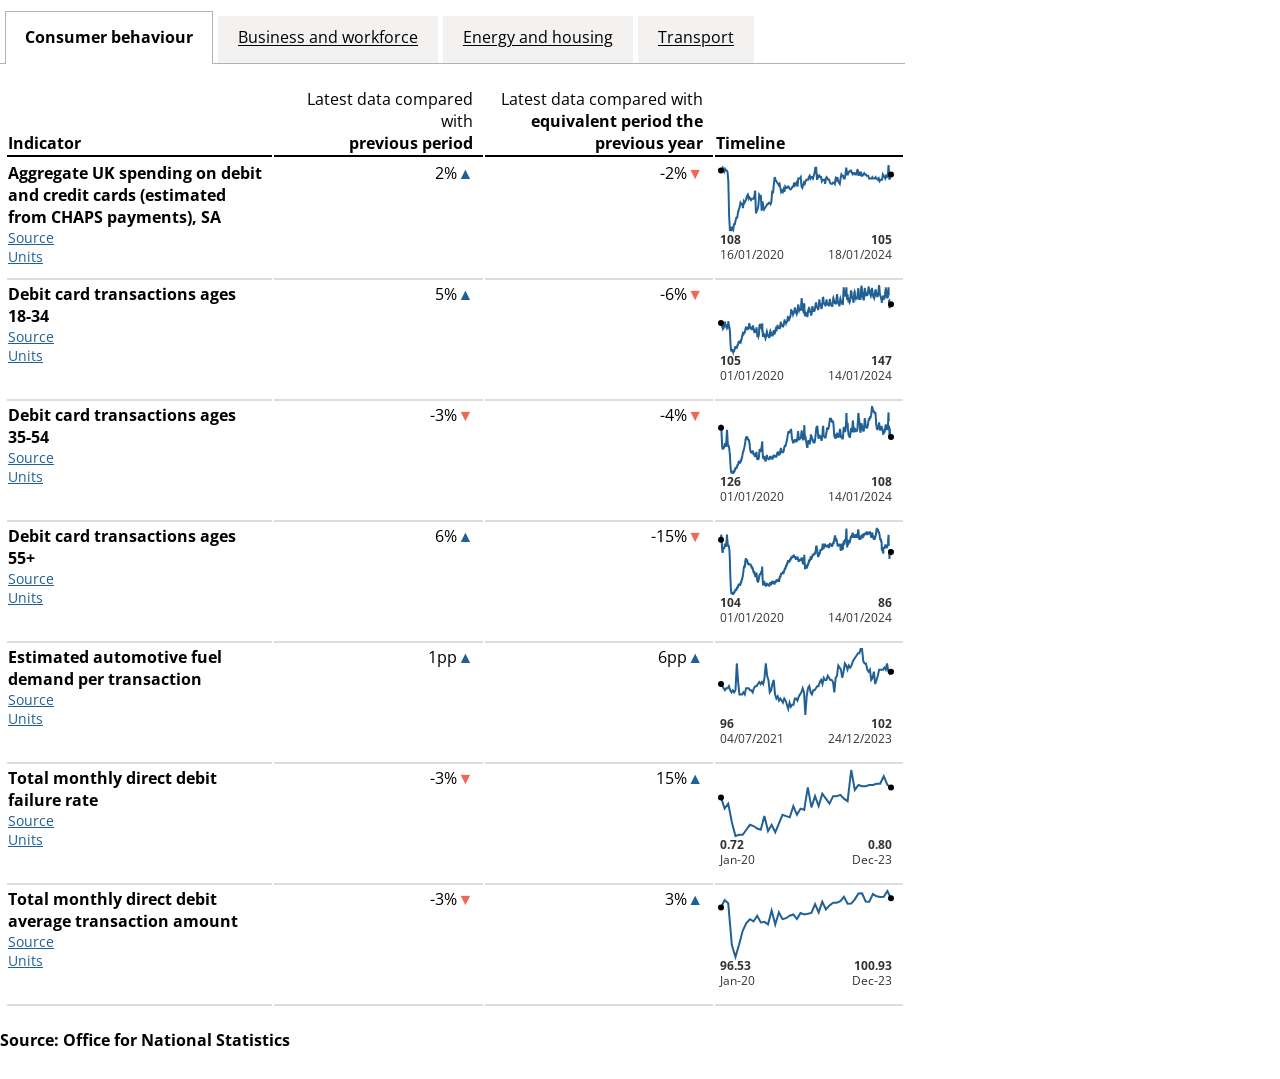 Consumer behaviour
Business and workforce
Energy and housing
Transport
Indicator
Latest data compared
with
previous period
Latest data compared with
equivalent period the
previous year
Timeline
Aggregate UK spending on debit
and credit cards (estimated
from CHAPS payments), SA
Source
Units
2%▲
-2%▼
108 105
16/01/2020 18/01/2024
Debit card transactions ages
18-34
Source
Units
5%▲
-6%▼
105 147
01/01/2020 14/01/2024
Debit card transactions ages
35-54
Source
Units
-3%▼
-4%▼
126 108
01/01/2020 14/01/2024
Debit card transactions ages
55+
Source
Units
6%▲
-15%▼
104 86
01/01/2020 14/01/2024
Estimated automotive fuel
demand per transaction
Source
Units
1pp▲
6pp▲
96 102
04/07/2021 24/12/2023
Total monthly direct debit
failure rate
Source
Units
-3%▼
15%▲
0.72 0.80
Jan-20 Dec-23
Total monthly direct debit
average transaction amount
Source
Units
-3%▼
3%▲
96.53 100.93
Jan-20 Dec-23
Source: Office for National Statistics